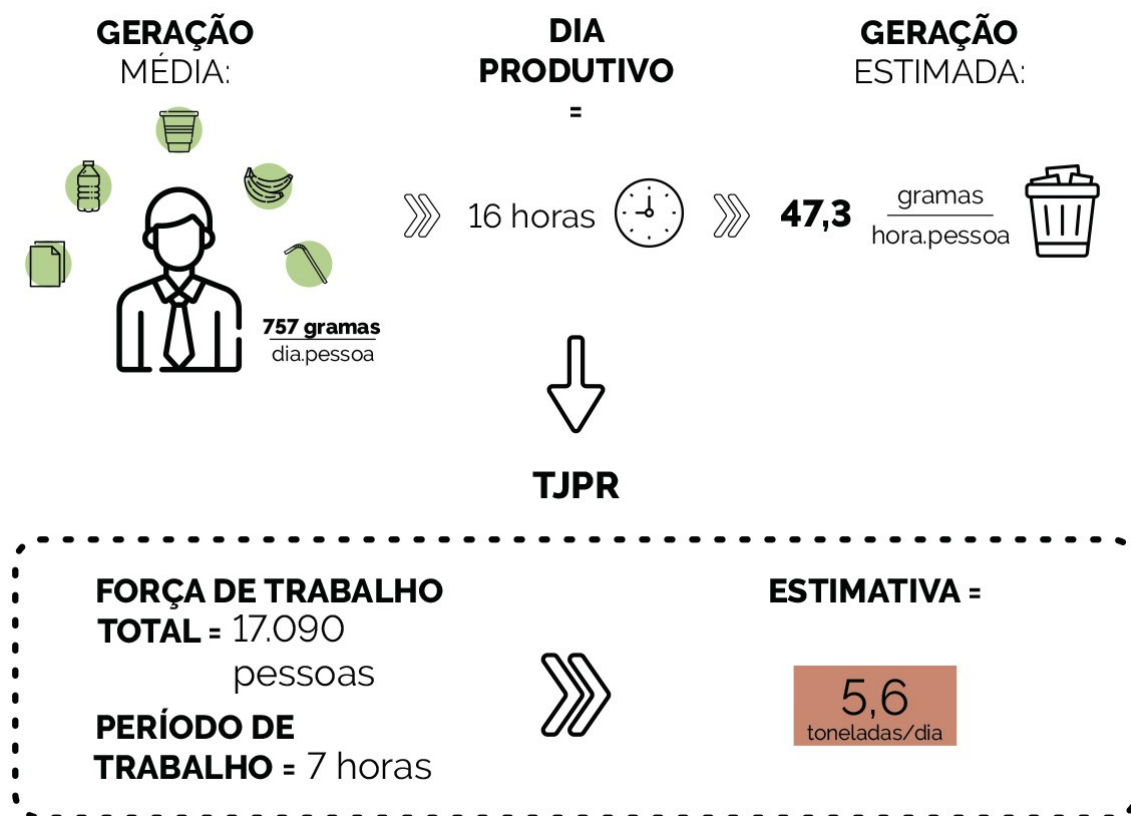 GERAÇÃO
MÉDIA:
757 gramas
dia.pessoa
DIA
PRODUTIVO
=
16 horas
GERAÇÃO
ESTIMADA:
47,3
gramas
hora.pessoa
TJPR
FORÇA DE TRABALHO
TOTAL = 17.090
pessoas
PERÍODO DE
TRABALHO = 7 horas
ESTIMATIVA =
5,6
toneladas/dia